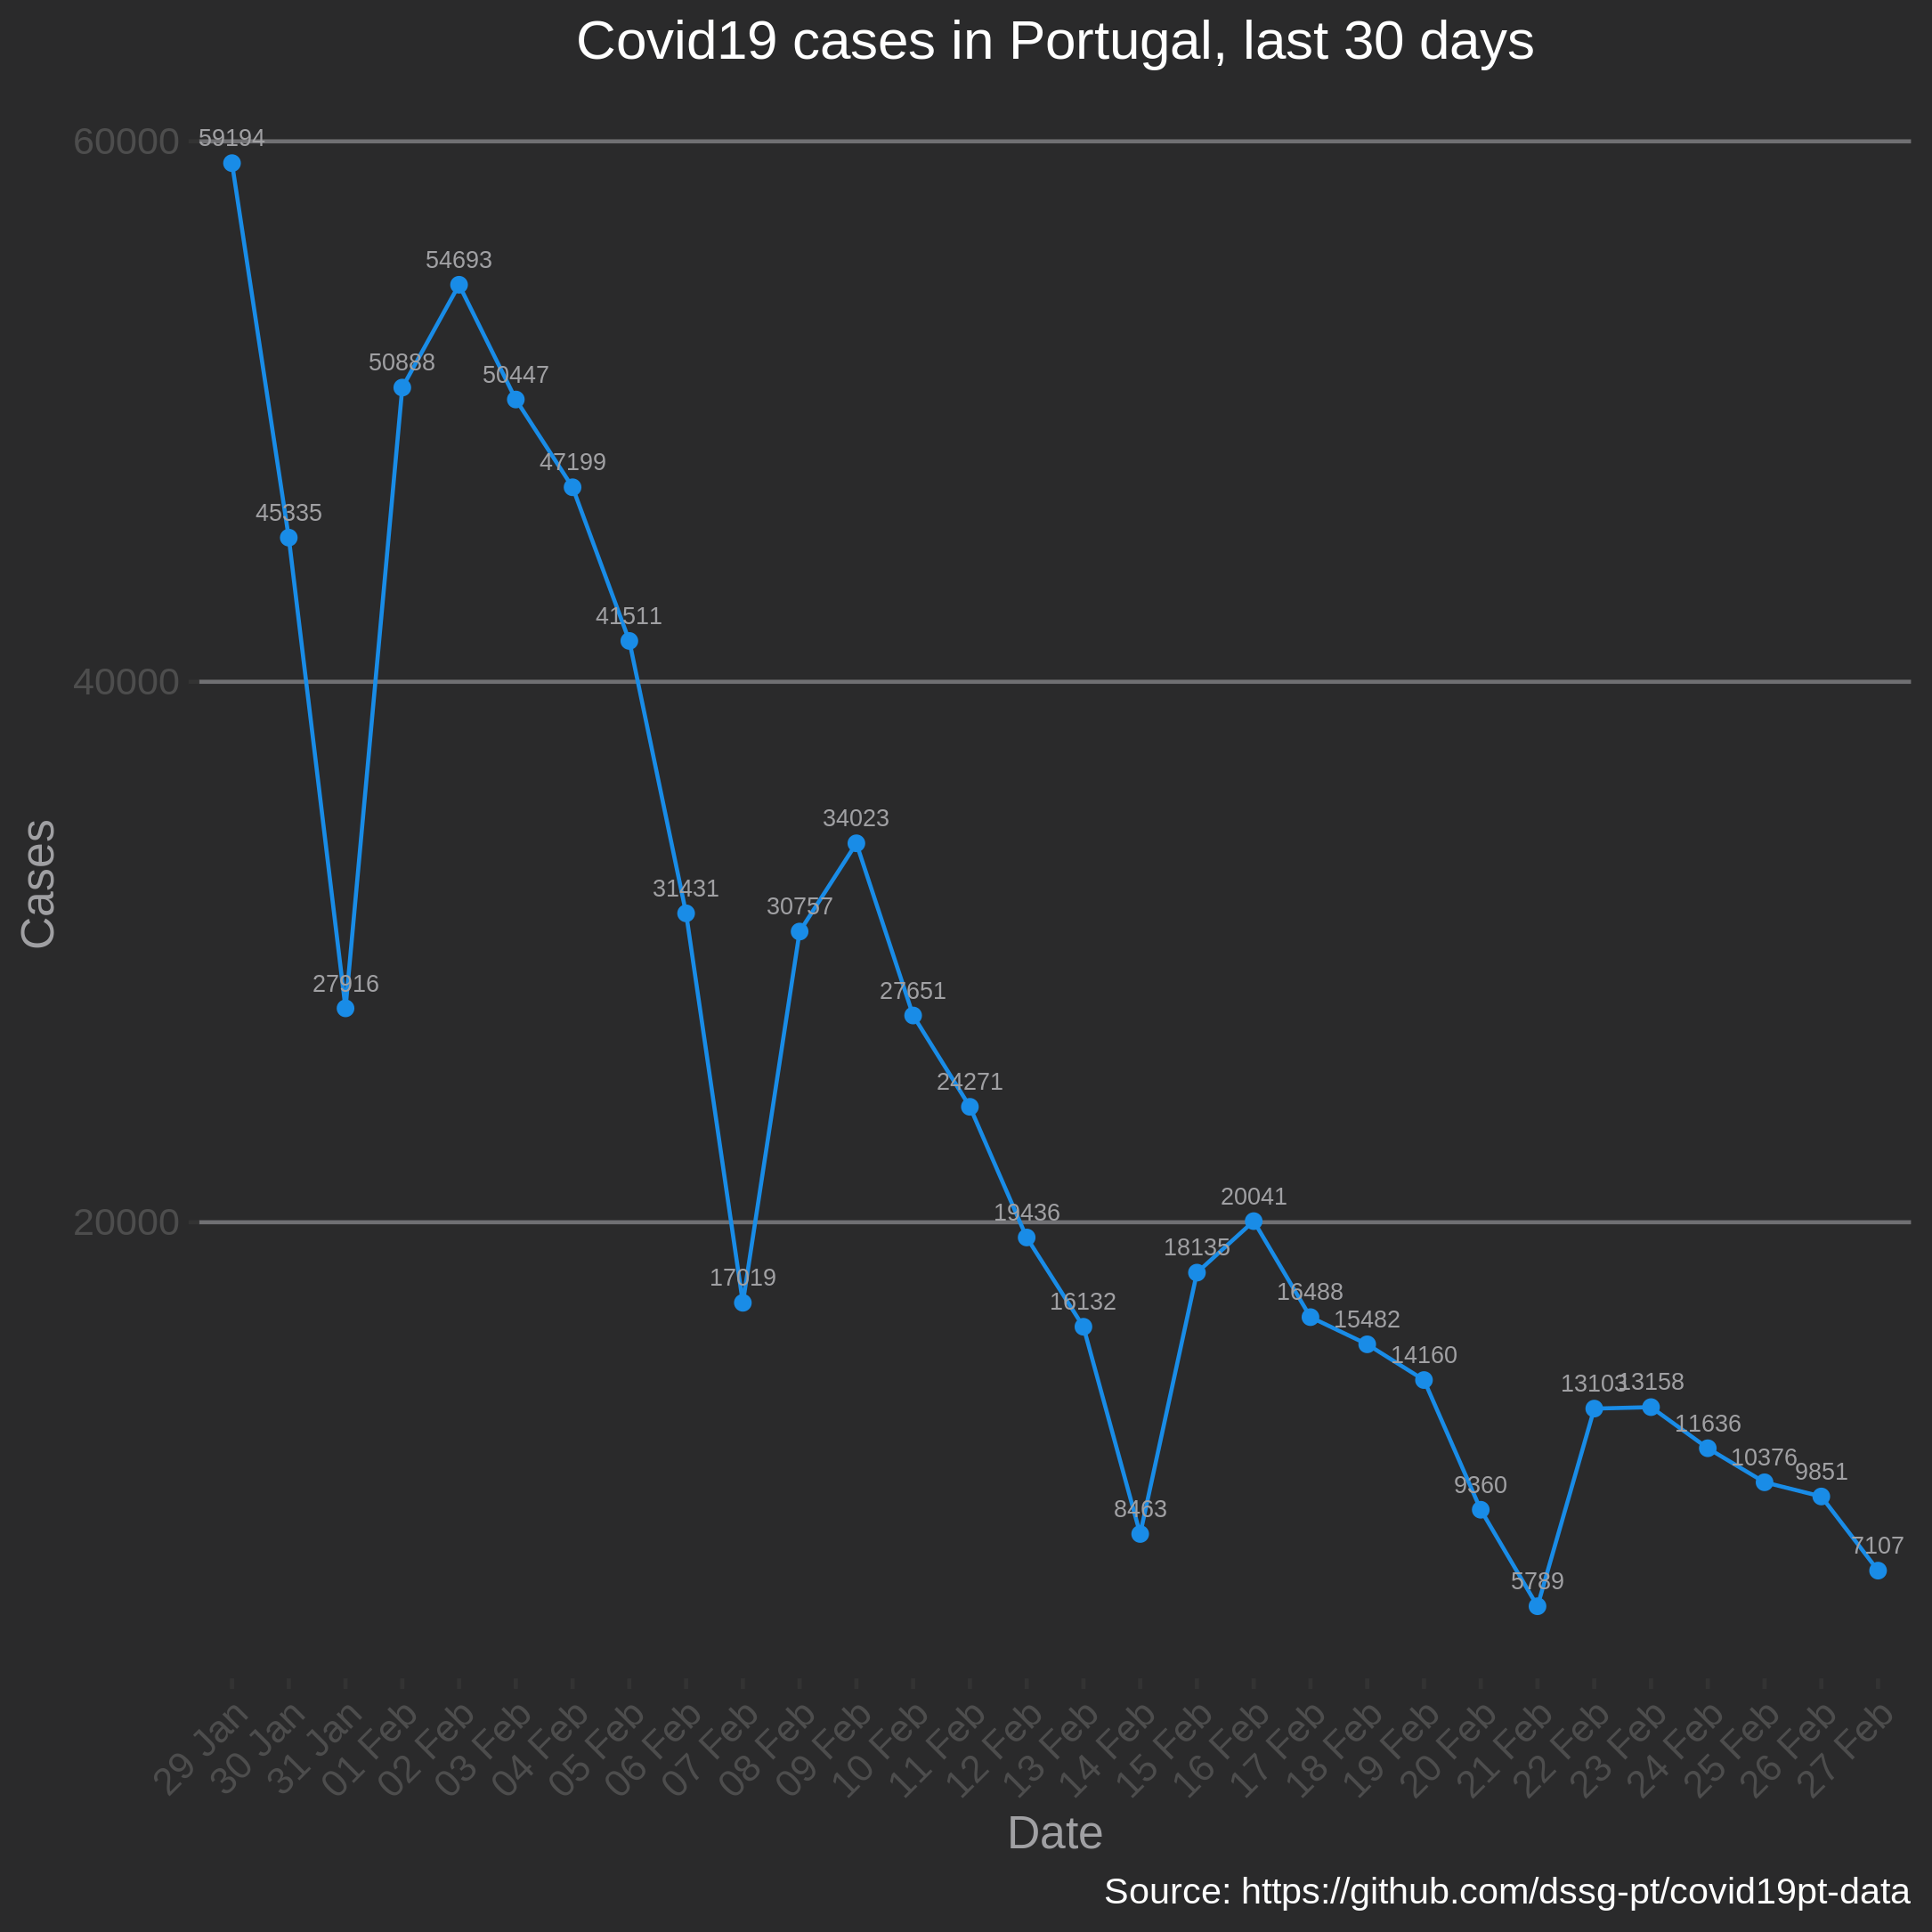 Covid19 cases in Portugal, last 30 days
60000
40000
20000
Cases
59194
45335
27916
50888
54693
50447
47199
41511
31431
17019
30757
34023
27651
24271
19436
16132
8463
18135
20041
16488
15482
14160
9360
5789
13103
13158
11636
10376
9851
7107
29 Jan
30 Jan
31 Jan
01 Feb
02 Feb
03 Feb
04 Feb
05 Feb
06 Feb
07 Feb
08 Feb
09 Feb
10 Feb
11 Feb
12 Feb
13 Feb
14 Feb
15 Feb
16 Feb
17 Feb
18 Feb
19 Feb
20 Feb
21 Feb
22 Feb
23 Feb
24 Feb
25 Feb
26 Feb
27 Feb
Date
Source: https://github.com/dssg-pt/covid19pt-data